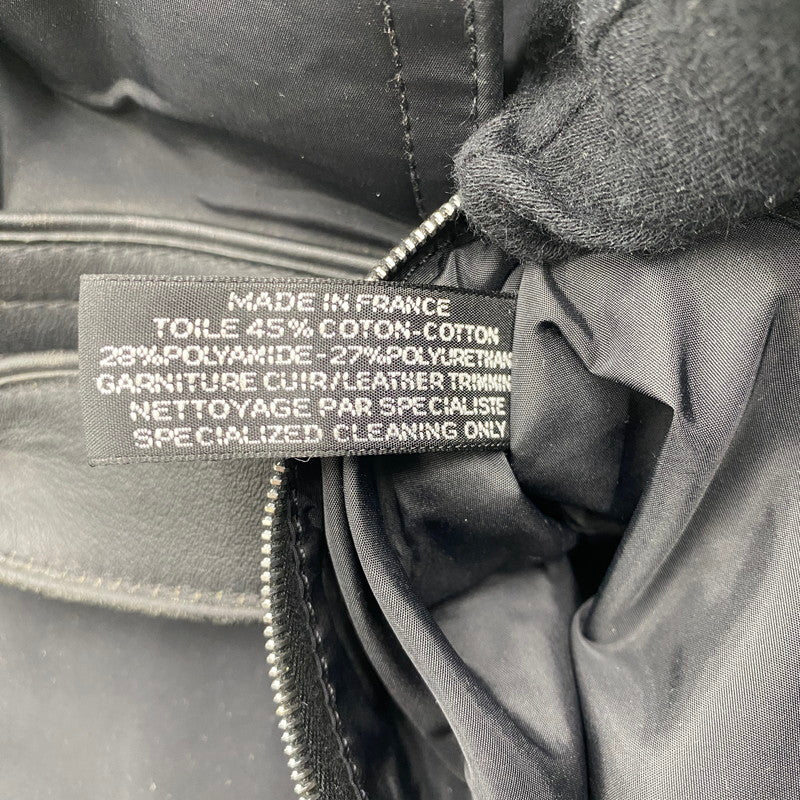 MADE IN FRANCE
TOILE 45% COTON-COTTON
28%POLYAMIDE-27%POLYURETHAN
GARNITURE CUIR/LEATHER TRIMMIN
NETTOYAGE PAR SPECIALISTE
SPECIALIZED CLEANING ONLY